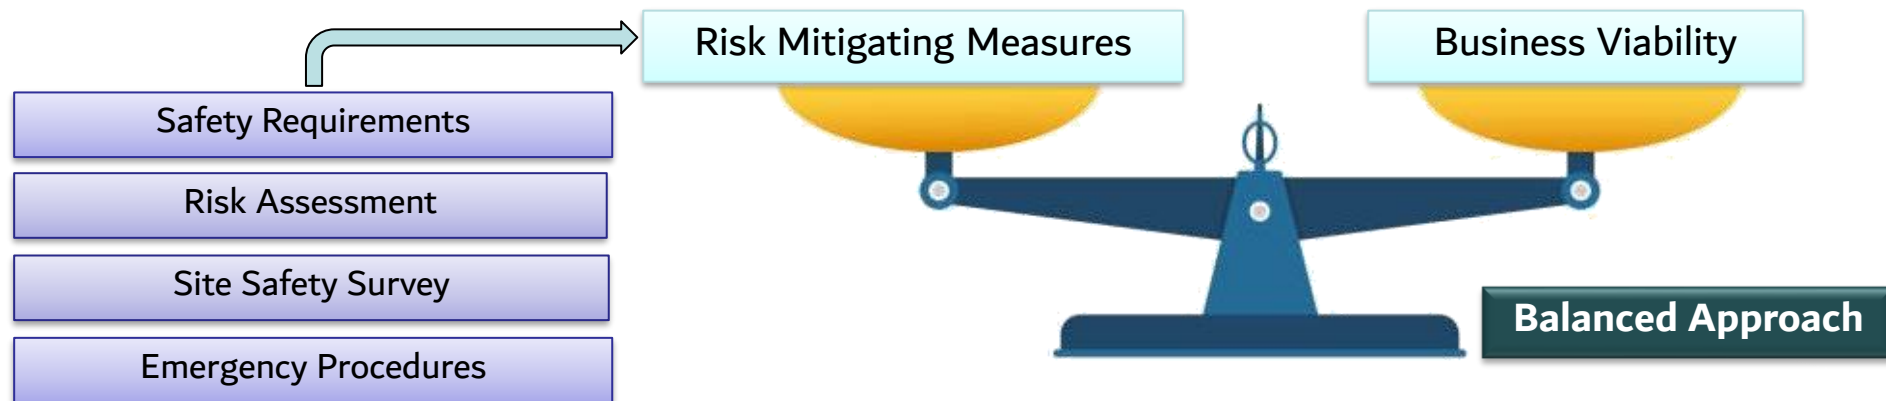 Risk Mitigating Measures
Business Viability
Safety Requirements
Risk Assessment
Site Safety Survey
Emergency Procedures
Balanced Approach